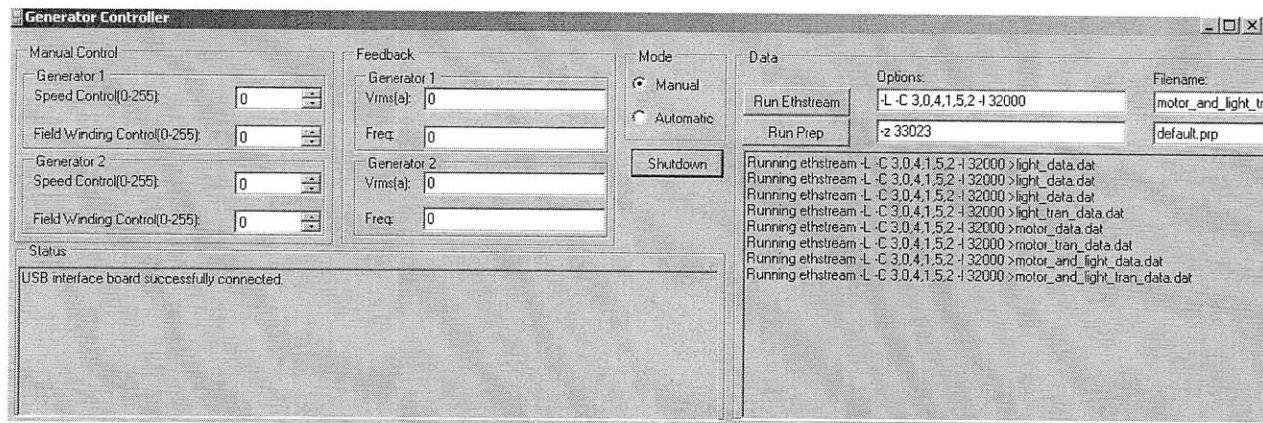 Generator Controller
Manual Control
Generator 1
Speed Control(0-255): 0
Field Winding Control(0-255): 0
Generator 2
Speed Control(0-255): 0
Field Winding Control(0-255): 0
Feedback
Generator 1
Vrms(a): 0
Freq: 0
Generator 2
Vrms(a): 0
Freq: 0
Mode
Manual
Automatic
Shutdown
Data
Options:
Filename:
Run Ethstream -L -C 3,0,4,1,5,2 -l 32000 motor_and_light_tr
Run Prep -z 33023 default.prp
Running ethstream -L -C 3,0,4,1,5,2 -l 32000 >light_data.dat
Running ethstream -L -C 3,0,4,1,5,2 -l 32000 >light_data.dat
Running ethstream -L -C 3,0,4,1,5,2 -l 32000 >light_data.dat
Running ethstream -L -C 3,0,4,1,5,2 -l 32000 >light_tran_data.dat
Running ethstream -L -C 3,0,4,1,5,2 -l 32000 >motor_data.dat
Running ethstream -L -C 3,0,4,1,5,2 -l 32000 >motor_tran_data.dat
Running ethstream -L -C 3,0,4,1,5,2 -l 32000 >motor_and_light_data.dat
Running ethstream -L -C 3,0,4,1,5,2 -l 32000 >motor_and_light_tran_data.dat
Status
USB interface board successfully connected.